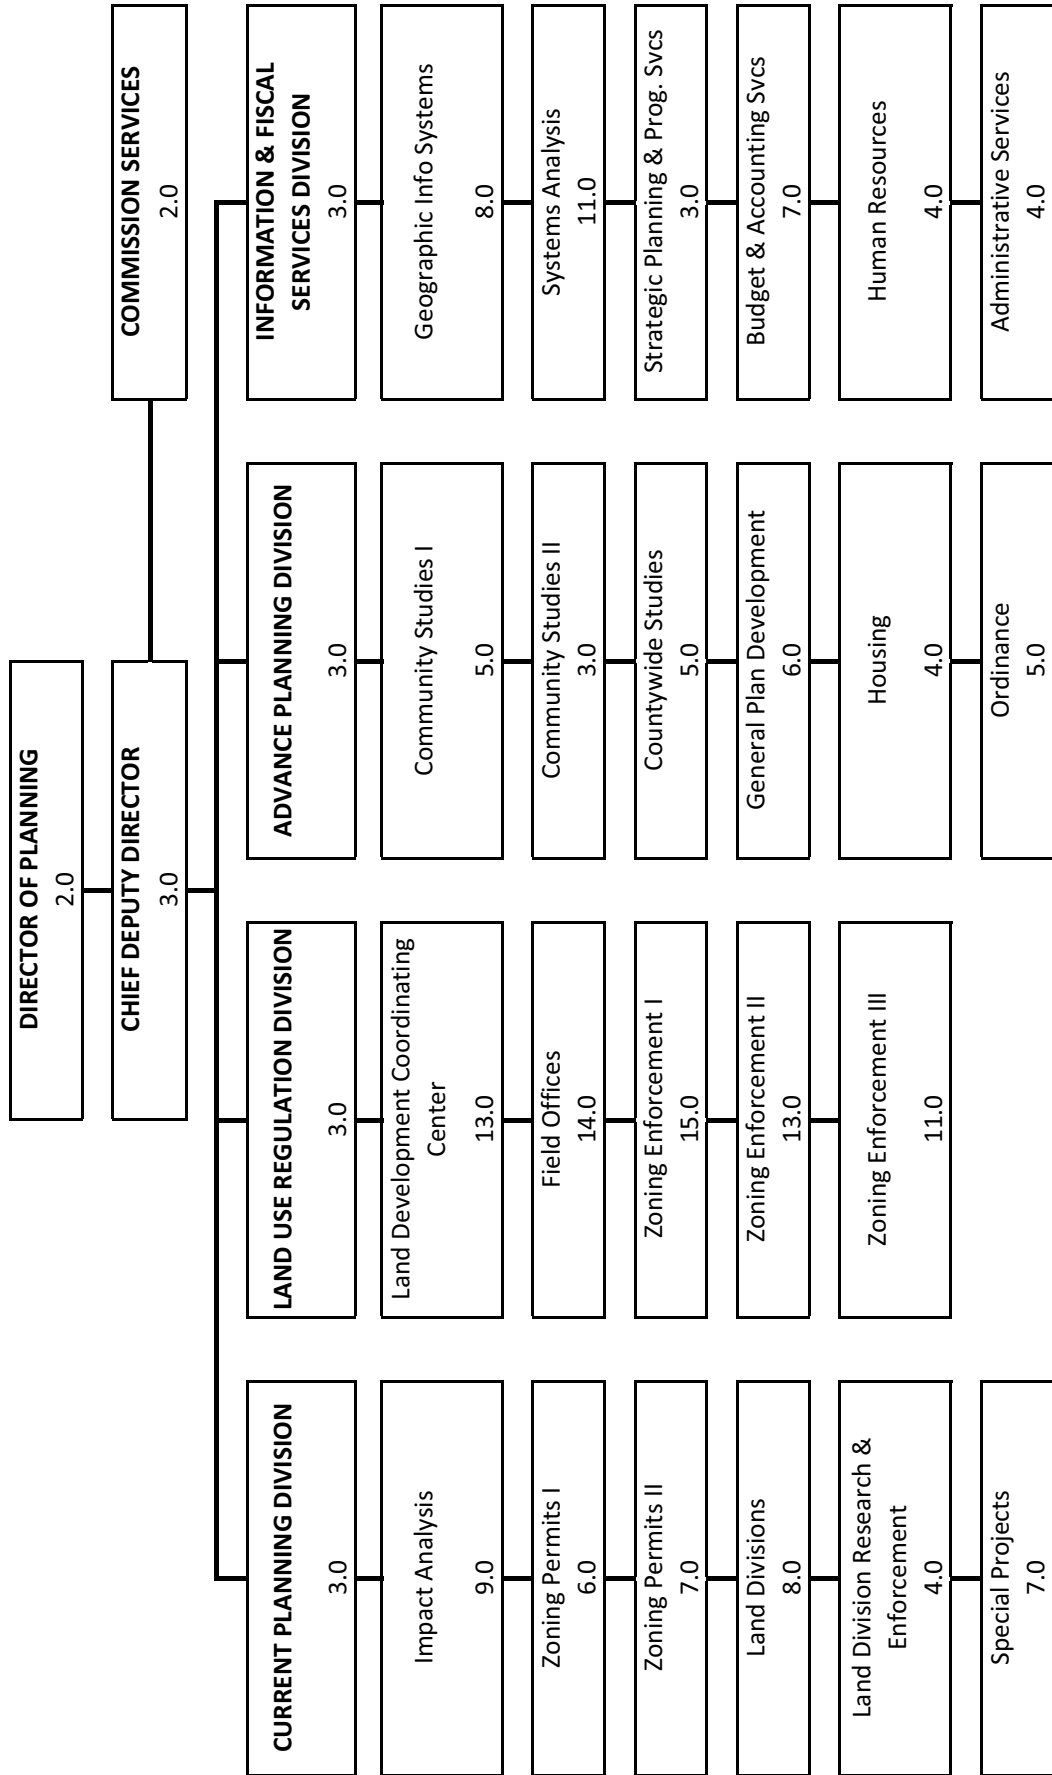 DIRECTOR OF PLANNING
2.0
CHIEF DEPUTY DIRECTOR
3.0
COMMISSION SERVICES
2.0
CURRENT PLANNING DIVISION
3.0
Impact Analysis
9.0
Zoning Permits I
6.0
Zoning Permits II
7.0
Land Divisions
8.0
Land Division Research &
Enforcement
4.0
Special Projects
7.0
LAND USE REGULATION DIVISION
3.0
Land Development Coordinating
Center
13.0
Field Offices
14.0
Zoning Enforcement I
15.0
Zoning Enforcement II
13.0
Zoning Enforcement III
11.0
ADVANCE PLANNING DIVISION
3.0
Community Studies I
5.0
Community Studies II
3.0
Countywide Studies
5.0
General Plan Development
6.0
Housing
4.0
Ordinance
5.0
INFORMATION & FISCAL
SERVICES DIVISION
3.0
Geographic Info Systems
8.0
Systems Analysis
11.0
Strategic Planning & Prog. Svcs
3.0
Budget & Accounting Svcs
7.0
Human Resources
4.0
Administrative Services
4.0